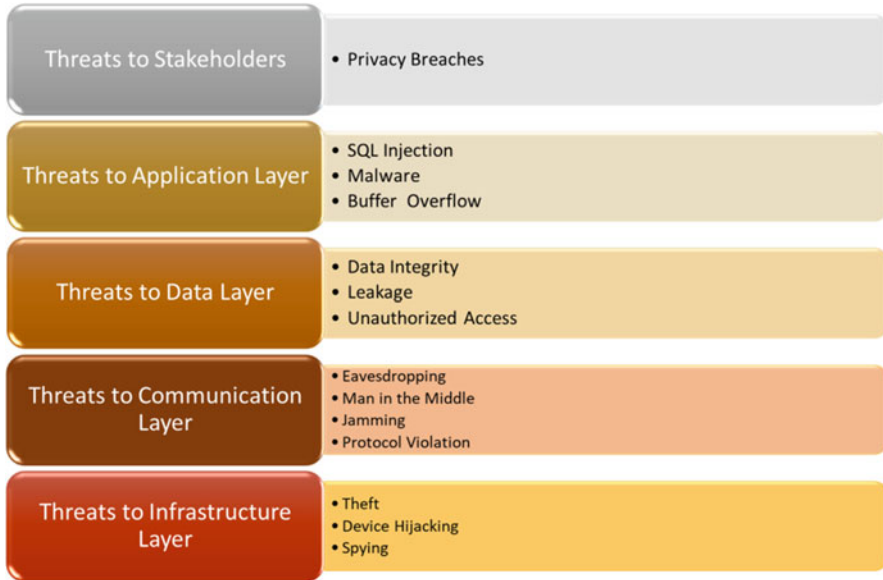 Threats to Stakeholders
• Privacy Breaches
Threats to Application Layer
• SQL Injection
• Malware
• Buffer Overflow
Threats to Data Layer
• Data Integrity
• Leakage
• Unauthorized Access
Threats to Communication
Layer
• Eavesdropping
• Man in the Middle
• Jamming
• Protocol Violation
Threats to Infrastructure
Layer
• Theft
• Device Hijacking
• Spying